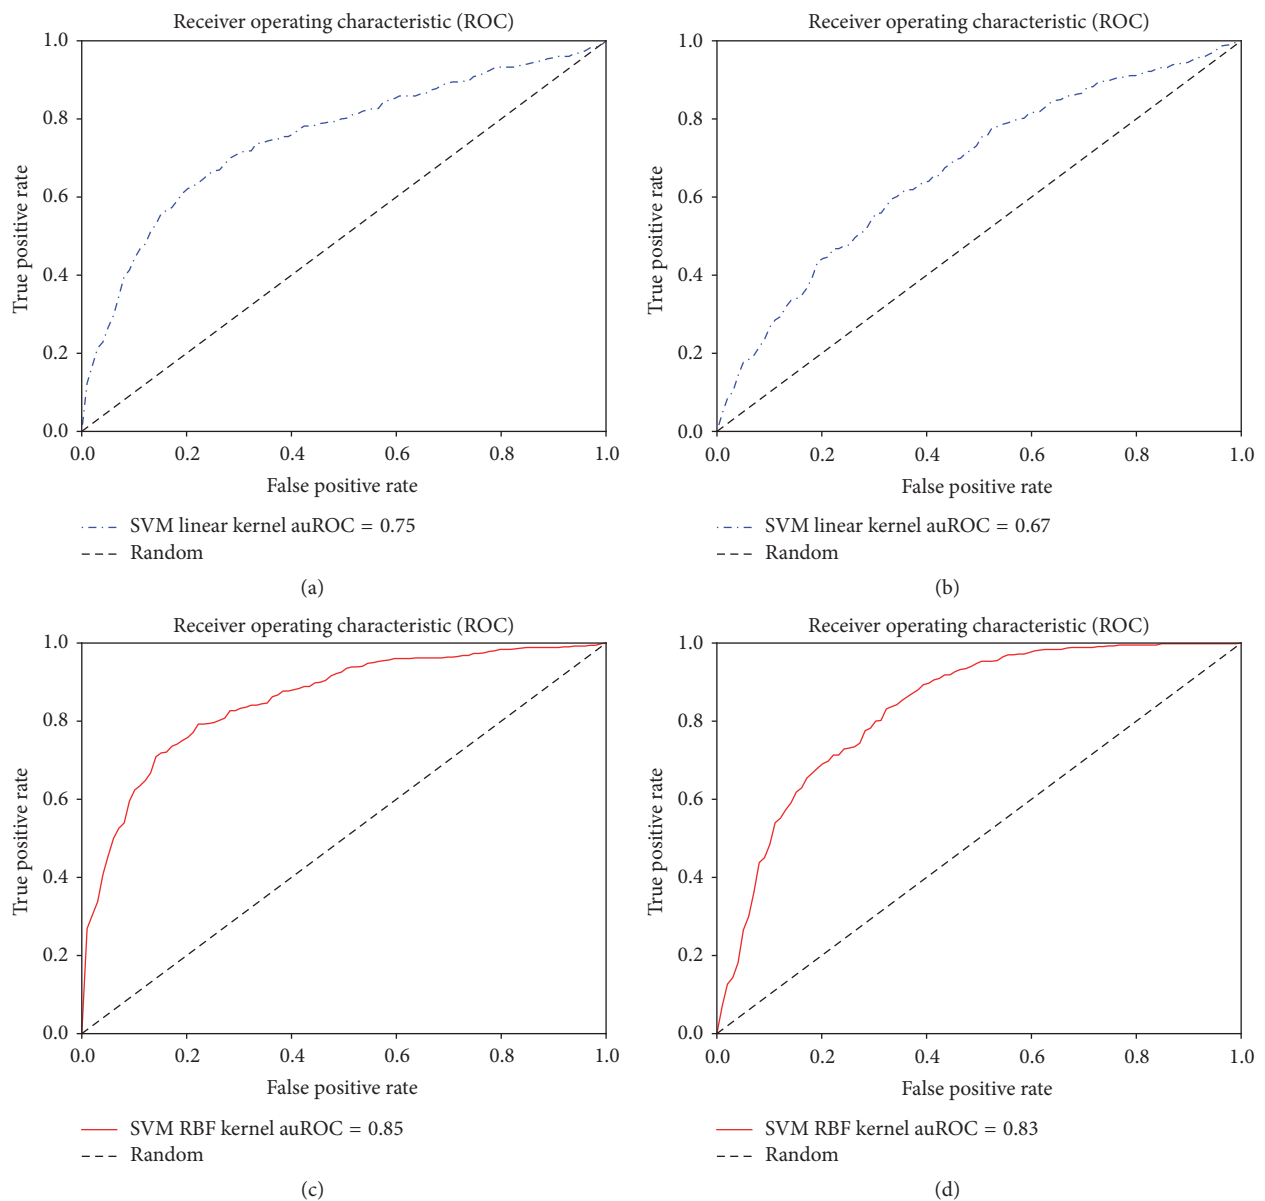 Receiver operating characteristic (ROC)
1.0
0.8
0.6
0.4
0.2
0.0
True positive rate
0.0 0.2 0.4 0.6 0.8 1.0
False positive rate
SVM linear kernel auROC = 0.75
Random
(a)
Receiver operating characteristic (ROC)
1.0
0.8
0.6
0.4
0.2
0.0
True positive rate
0.0 0.2 0.4 0.6 0.8 1.0
False positive rate
SVM linear kernel auROC = 0.67
Random
(b)
Receiver operating characteristic (ROC)
1.0
0.8
0.6
0.4
0.2
0.0
True positive rate
0.0 0.2 0.4 0.6 0.8 1.0
False positive rate
SVM RBF kernel auROC = 0.85
Random
(c)
Receiver operating characteristic (ROC)
1.0
0.8
0.6
0.4
0.2
0.0
True positive rate
0.0 0.2 0.4 0.6 0.8 1.0
False positive rate
SVM RBF kernel auROC = 0.83
Random
(d)